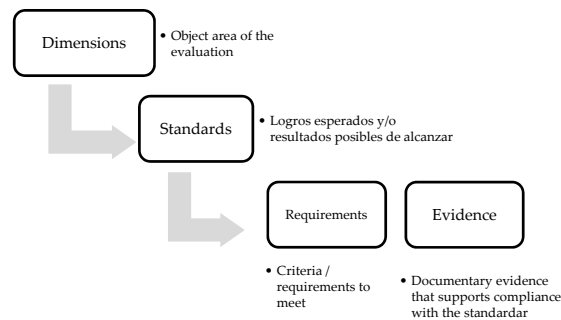 Dimensions
• Object area of the
evaluation
Standards
• Logros esperados y/o
resultados posibles de alcanzar
Requirements
Evidence
• Criteria /
requirements to
meet
• Documentary evidence
that supports compliance
with the standardar